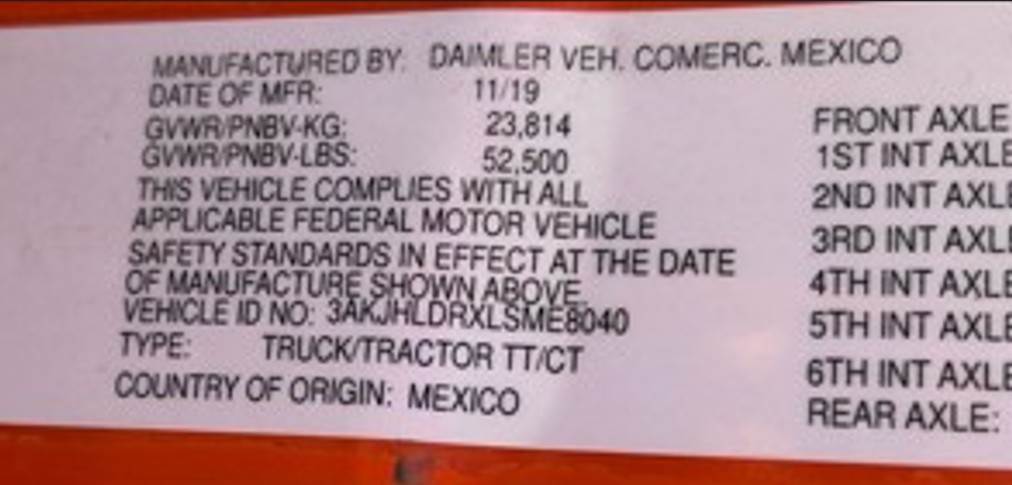 MANUFACTURED BY: DAIMLER VEH. COMERC. MEXICO
DATE OF MFR: 11/19
GVWR/PNBV-KG: 23,814
GVWR/PNBV-LBS: 52,500
THIS VEHICLE COMPLIES WITH ALL
APPLICABLE FEDERAL MOTOR VEHICLE
SAFETY STANDARDS IN EFFECT AT THE DATE
OF MANUFACTURE SHOWN ABOVE.
VEHICLE ID NO: 3AKJHLDRXLSME8040
TYPE: TRUCK/TRACTOR TT/CT
COUNTRY OF ORIGIN: MEXICO
FRONT AXLE
1ST INT AXLE
2ND INT AXLE
3RD INT AXLE
4TH INT AXLE
5TH INT AXLE
6TH INT AXLE
REAR AXLE: